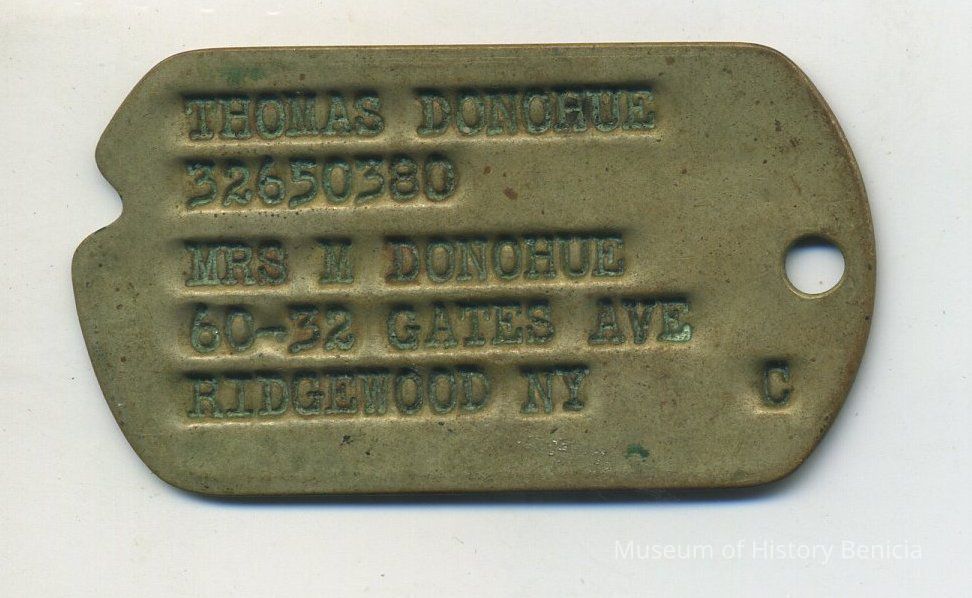 THOMAS DONOHUE
32650380
MRS M DONOHUE
60-32 GATES AVE
RIDGEWOOD NY C
Museum of History Benicia